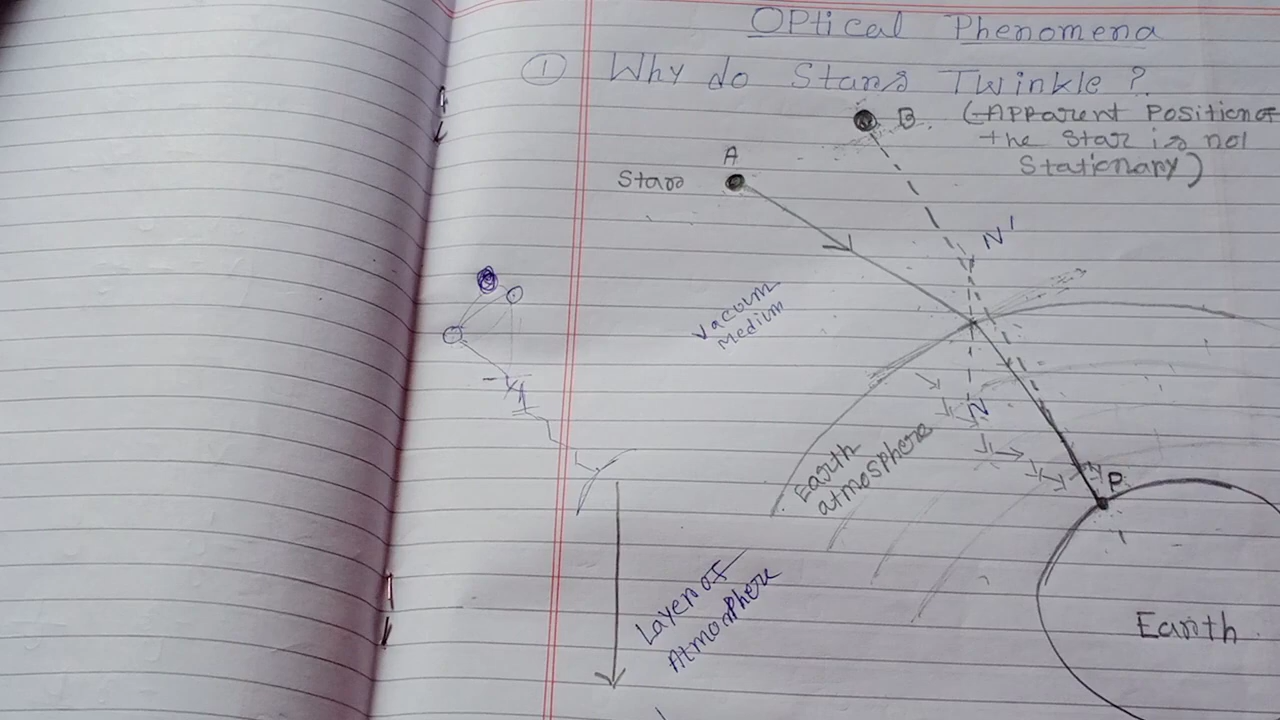 OPtical Phenomena
① Why do Stars Twinkle ?
B (Apparent Position of
the Star is not
Stationary)
A
Stars
N'
Vacuum
Medium
N
Earth
atmosphere
P
Layer of
Atmosphere
Earth